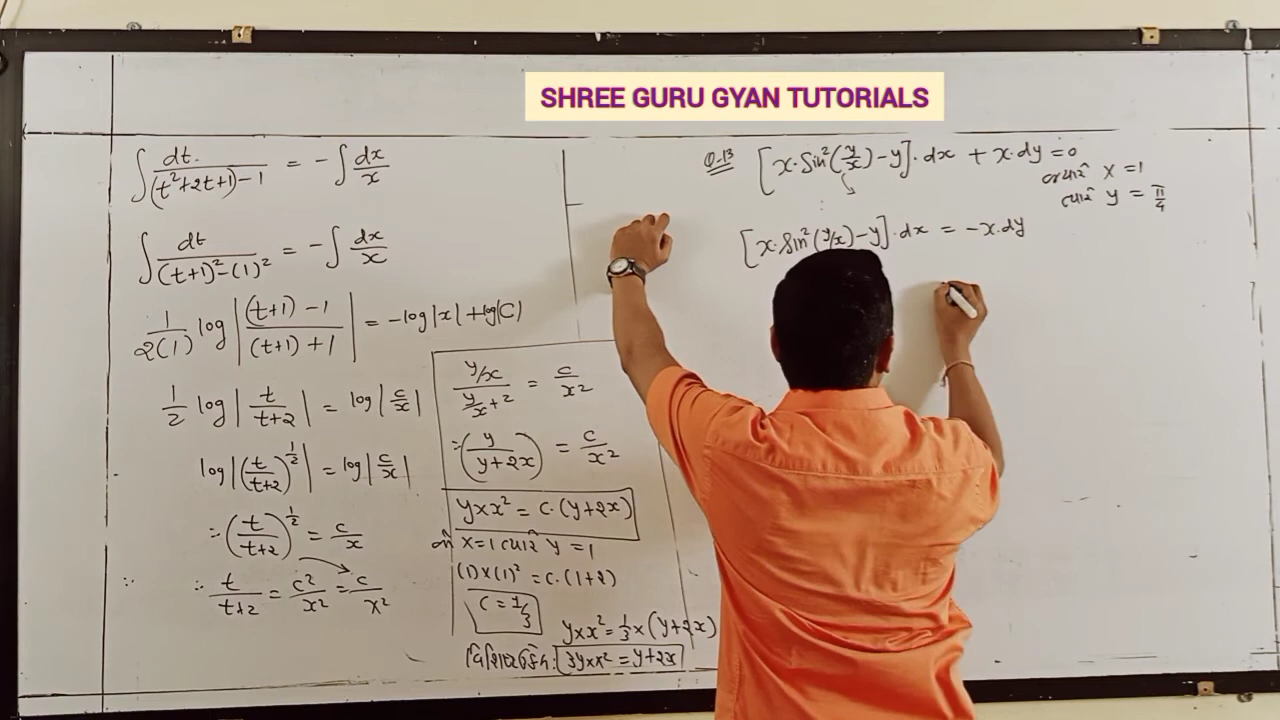 SHREE GURU GYAN TUTORIALS
∫ dt / ((t²+2t+1)-1) = -∫ dx/x
∫ dt / ((t+1)²-(1)²) = -∫ dx/x
1/2(1) log |((t+1)-1)/((t+1)+1)| = -log|x| + log|C|
1/2 log |t/(t+2)| = log |c/x|
log |(t/(t+2))^(1/2)| = log |c/x|
∴ (t/(t+2))^(1/2) = c/x
∴ t/(t+2) = c²/x² = c/x²
(y/x)/(y/x+2) = c/x²
∴ (y/(y+2x)) = c/x²
y×x² = c·(y+2x)
x=1 ત્યારે y=1
(1)×(1)² = c·(1+2)
C = 1/3
y×x² = 1/3×(y+2x)
3y×x² = y+2x
Q.13 [x·sin²(y/x)-y]·dx + x·dy = 0
x=1
y = π/4
[x·sin²(y/x)-y]·dx = -x·dy